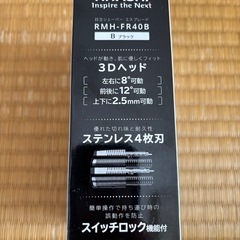 Inspire the Next
日立シェーバー エスブレード
RMH-FR40B
B ブラック
ヘッドが動き、肌に優しくフィット
3Dヘッド
左右に8°可動
前後に12°可動
上下に2.5mm可動
優れた切れ味と耐久性
ステンレス4枚刃
簡単操作で持ち運び時の
誤動作を防止
スイッチロック機能付